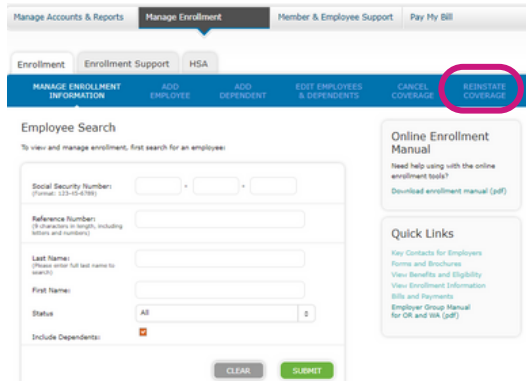 Manage Accounts & Reports
Manage Enrollment
Member & Employee Support
Pay My Bill
Enrollment
Enrollment Support
HSA
MANAGE ENROLLMENT
INFORMATION
ADD
EMPLOYEE
ADD
DEPENDENT
EDIT EMPLOYEES
& DEPENDENTS
CANCEL
COVERAGE
REINSTATE
COVERAGE
Employee Search
To view and manage enrollment, first search for an employee:
Social Security Number:
(Format: 123-45-6789)
-
-
Reference Number:
(9 characters in length, including
letters and numbers)
Last Name:
(Please enter full last name to
search)
First Name:
Status
All
Include Dependents:
CLEAR
SUBMIT
Online Enrollment
Manual
Need help using with the online
enrollment tools?
Download enrollment manual (pdf)
Quick Links
Key Contacts for Employers
Forms and Brochures
View Benefits and Eligibility
View Enrollment Information
Bills and Payments
Employer Group Manual
for OR and WA (pdf)